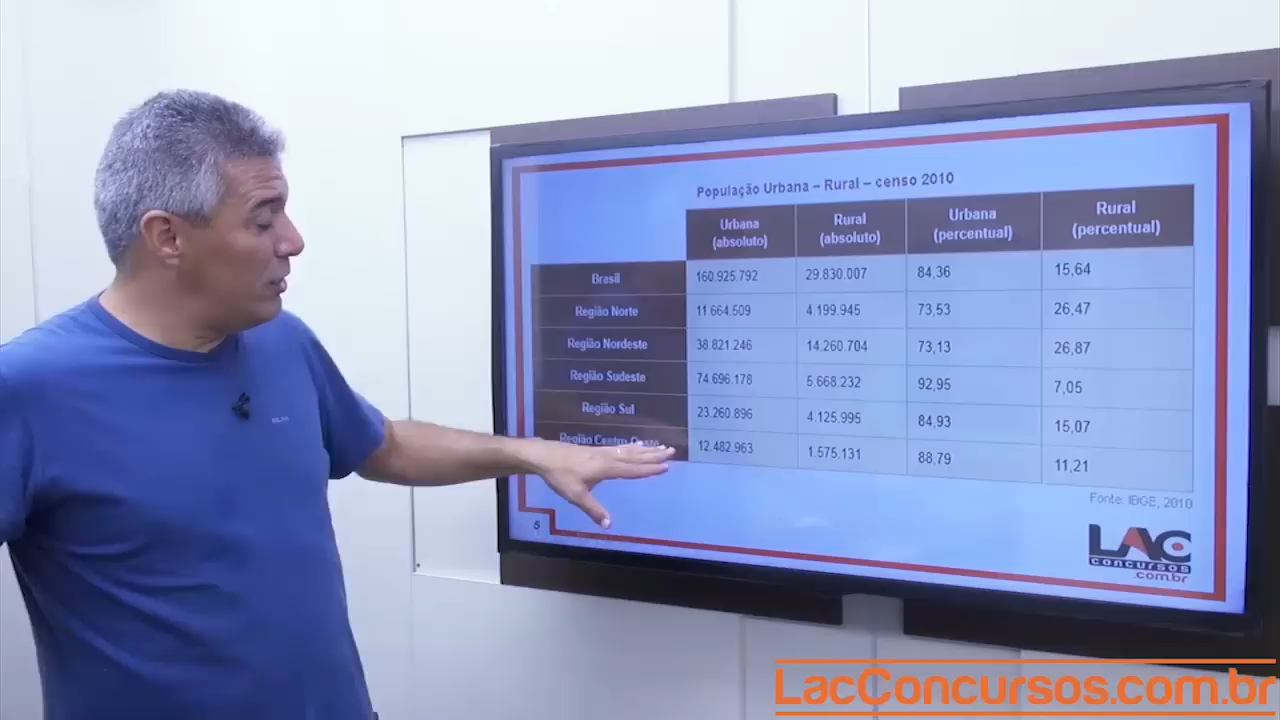 População Urbana – Rural – censo 2010
Urbana (absoluto) Rural (absoluto) Urbana (percentual) Rural (percentual)
Brasil 160.925.792 29.830.007 84,36 15,64
Região Norte 11.664.509 4.199.945 73,53 26,47
Região Nordeste 38.821.246 14.260.704 73,13 26,87
Região Sudeste 74.696.178 5.668.232 92,95 7,05
Região Sul 23.260.896 4.125.995 84,93 15,07
Região Centro Oeste 12.482.963 1.575.131 88,79 11,21
Fonte: IBGE, 2010
5
LAC
concursos
.com.br
LacConcursos.com.br